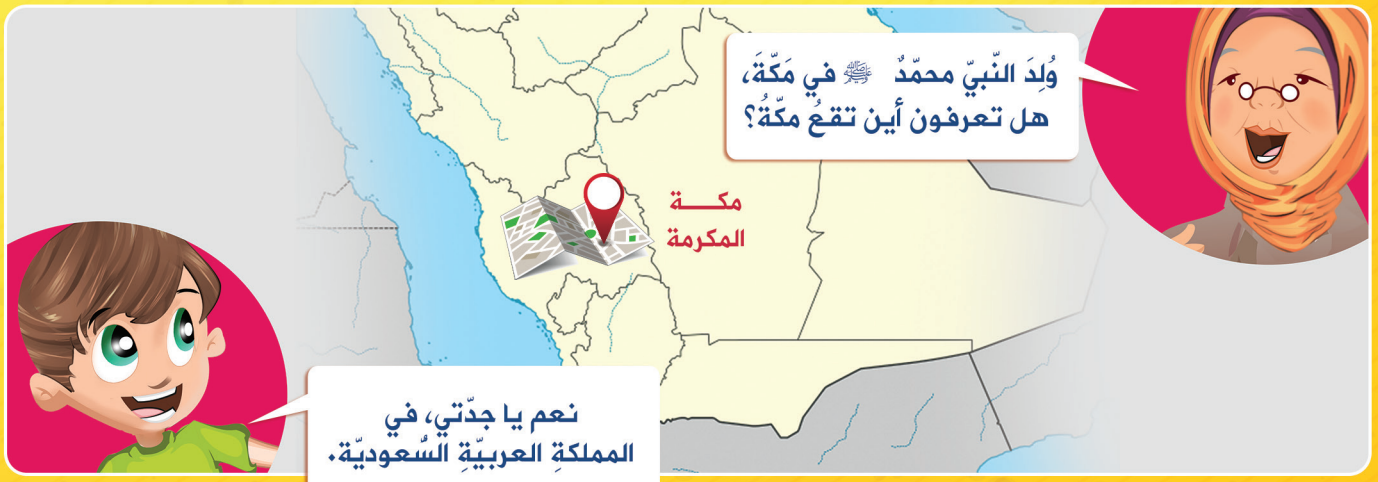 وُلِدَ النّبيّ محمّدٌ ﷺ في مَكّةَ،
هل تعرفون أين تقعُ مكّةُ؟
مكـــة
المكرمة
نعم يا جدّتي، في
المملكةِ العربيّةِ السُّعوديّة.